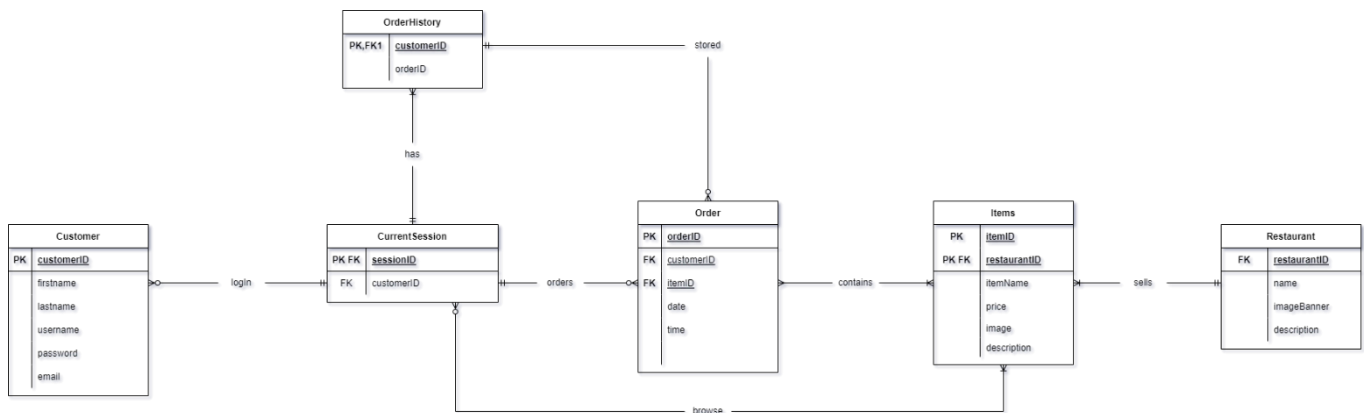 OrderHistory
PK,FK1 customerID
orderID
stored
has
Customer
PK customerID
firstname
lastname
username
password
email
login
CurrentSession
PK FK sessionID
FK customerID
orders
Order
PK orderID
FK customerID
FK itemID
date
time
contains
Items
PK itemID
PK FK restaurantID
itemName
price
image
description
sells
Restaurant
FK restaurantID
name
imageBanner
description
browse